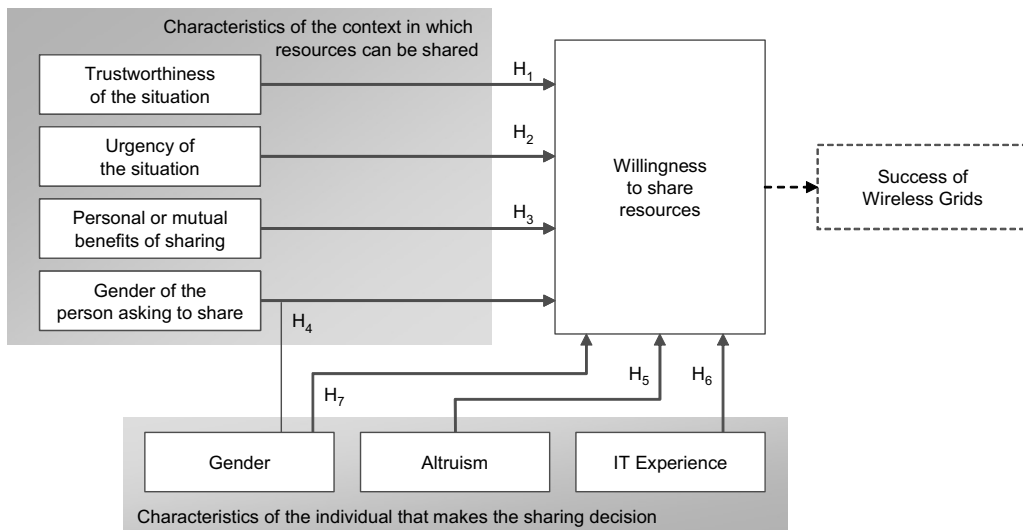 Characteristics of the context in which
resources can be shared
Trustworthiness
of the situation
H1
Urgency of
the situation
H2
Personal or mutual
benefits of sharing
H3
Gender of the
person asking to share
H4
Willingness
to share
resources
Success of
Wireless Grids
H7
H5
H6
Gender
Altruism
IT Experience
Characteristics of the individual that makes the sharing decision